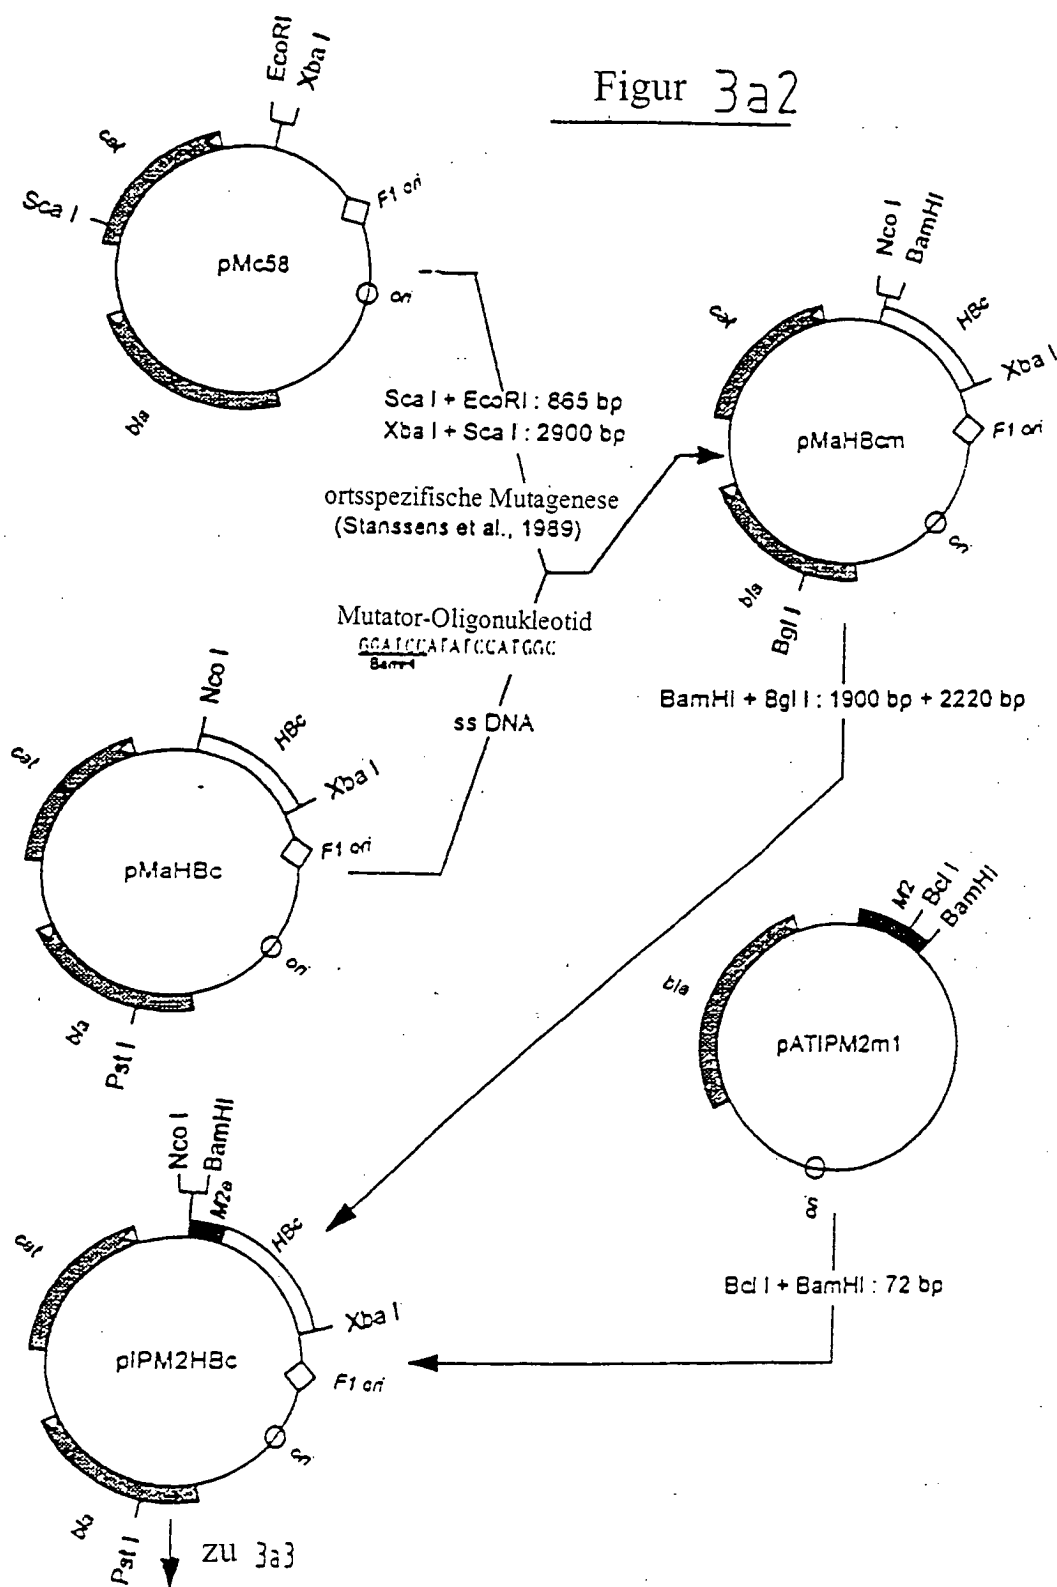 Figur 3a2
EcoRI
Xba I
cat
Sca I
F1 ori
pMc58
ori
bla
Sca I + EcoRI : 865 bp
Xba I + Sca I : 2900 bp
ortsspezifische Mutagenese
(Stanssens et al., 1989)
Mutator-Oligonukleotid
GGATCCATATCCATGGC
BamHI
ss DNA
Nco I
BamHI
cat
HBc
Xba I
F1 ori
pMaHBcm
ori
bla
Bgl I
BamHI + Bgl I : 1900 bp + 2220 bp
Nco I
cat
HBc
Xba I
F1 ori
pMaHBc
ori
bla
Pst I
M2
Bcl I
BamHI
bla
pATIPM2m1
ori
Bcl I + BamHI : 72 bp
Nco I
BamHI
M2e
cat
HBc
Xba I
pIPM2HBc
F1 ori
ori
bla
Pst I
zu 3a3